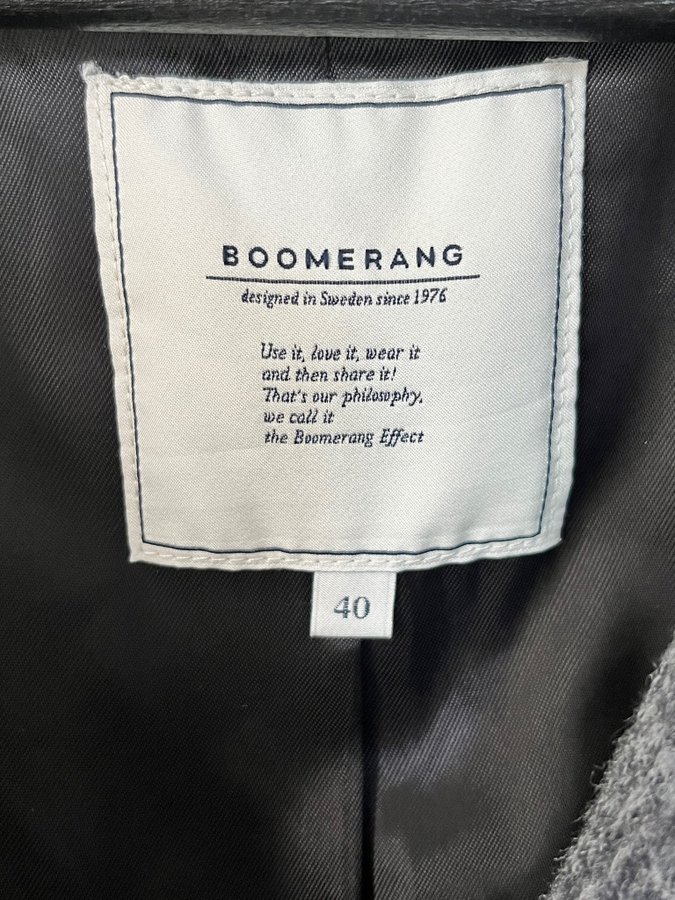 BOOMERANG
designed in Sweden since 1976
Use it, love it, wear it
and then share it!
That's our philosophy,
we call it
the Boomerang Effect
40